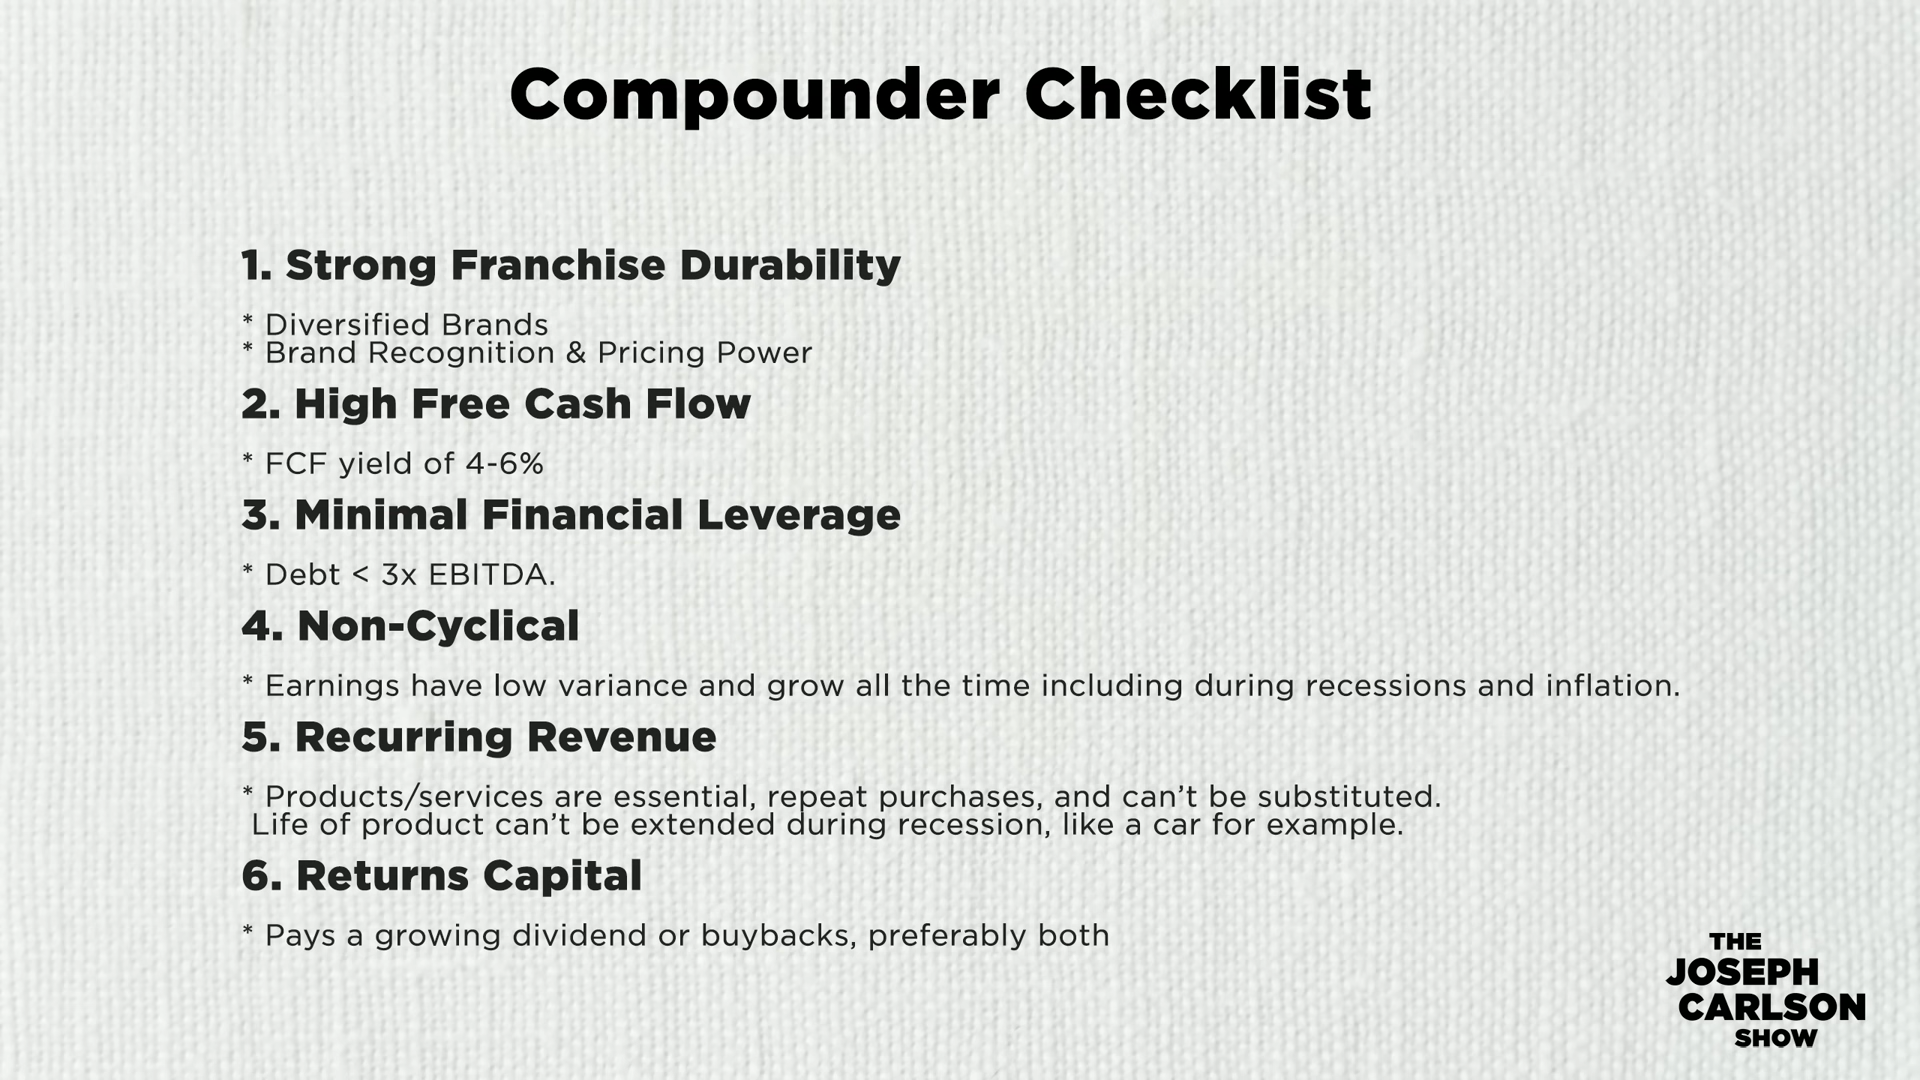 Compounder Checklist
1. Strong Franchise Durability
* Diversified Brands
* Brand Recognition & Pricing Power
2. High Free Cash Flow
* FCF yield of 4-6%
3. Minimal Financial Leverage
* Debt < 3x EBITDA.
4. Non-Cyclical
* Earnings have low variance and grow all the time including during recessions and inflation.
5. Recurring Revenue
* Products/services are essential, repeat purchases, and can’t be substituted.
Life of product can’t be extended during recession, like a car for example.
6. Returns Capital
* Pays a growing dividend or buybacks, preferably both
THE
JOSEPH
CARLSON
SHOW